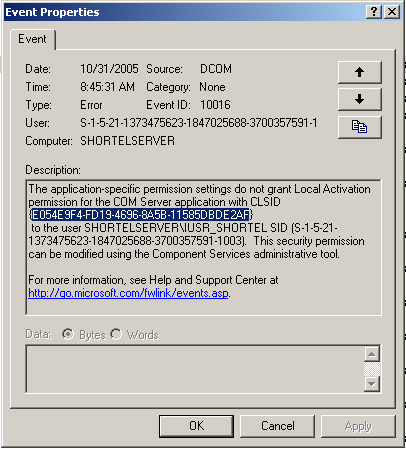 Event Properties
Event
Date: 10/31/2005 Source: DCOM
Time: 8:45:31 AM Category: None
Type: Error Event ID: 10016
User: S-1-5-21-1373475623-1847025688-3700357591-1
Computer: SHORTELSERVER
Description:
The application-specific permission settings do not grant Local Activation
permission for the COM Server application with CLSID
{E054E9F4-FD19-4696-8A5B-11585DBDE2AF}
to the user SHORTELSERVER\IUSR_SHORTEL SID (S-1-5-21-
1373475623-1847025688-3700357591-1003). This security permission
can be modified using the Component Services administrative tool.
For more information, see Help and Support Center at
http://go.microsoft.com/fwlink/events.asp.
Data: Bytes Words
OK Cancel Apply